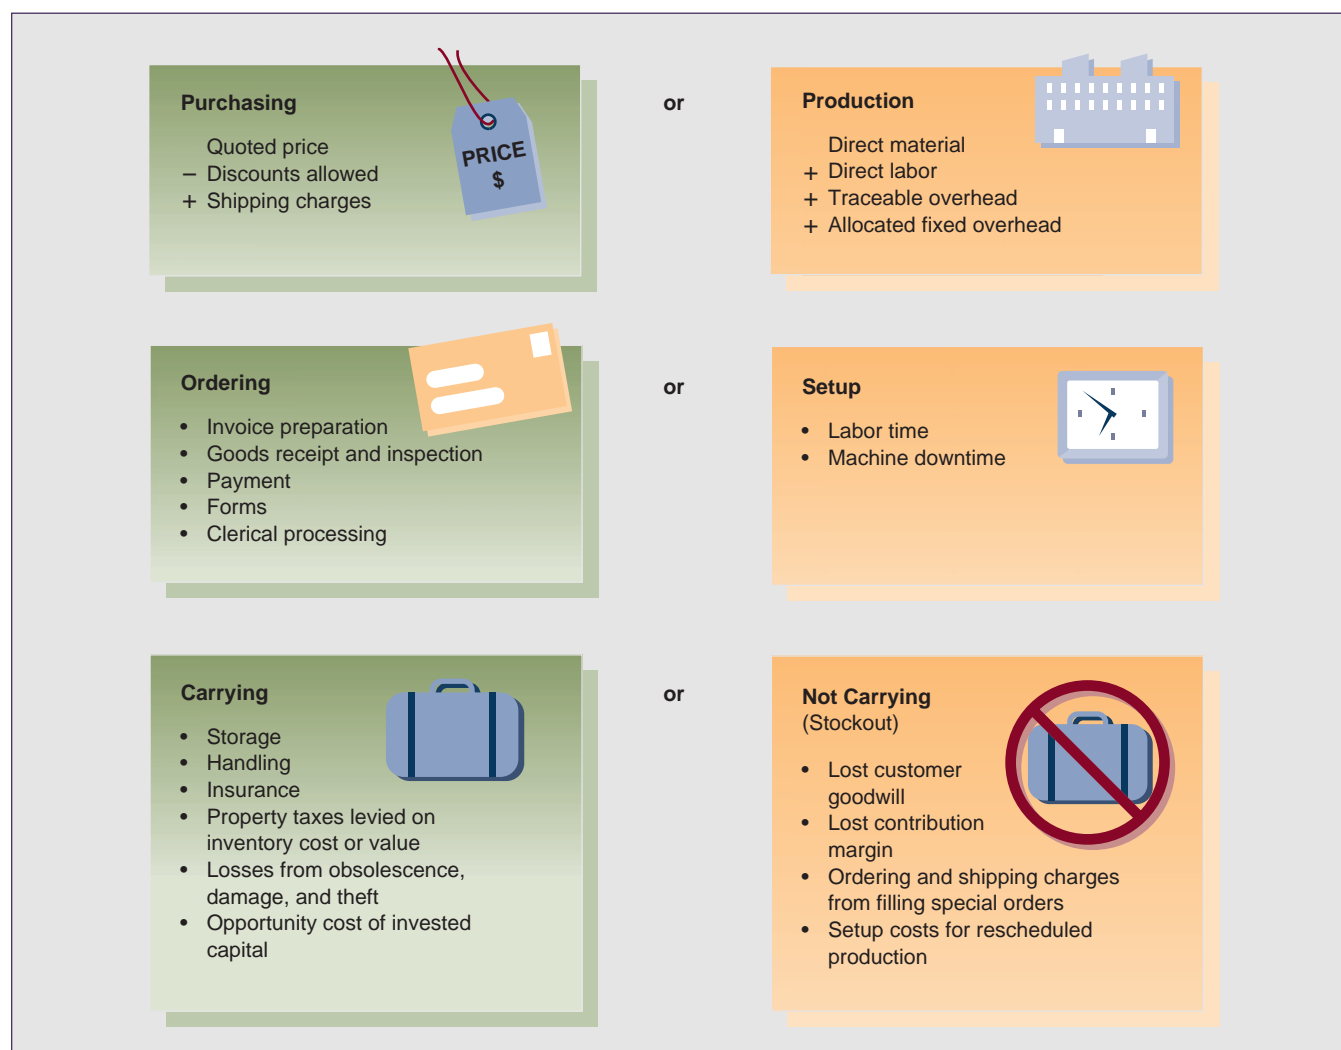 Purchasing
Quoted price
− Discounts allowed
+ Shipping charges
PRICE
$
or
Production
Direct material
+ Direct labor
+ Traceable overhead
+ Allocated fixed overhead
Ordering
• Invoice preparation
• Goods receipt and inspection
• Payment
• Forms
• Clerical processing
or
Setup
• Labor time
• Machine downtime
Carrying
• Storage
• Handling
• Insurance
• Property taxes levied on
inventory cost or value
• Losses from obsolescence,
damage, and theft
• Opportunity cost of invested
capital
or
Not Carrying
(Stockout)
• Lost customer
goodwill
• Lost contribution
margin
• Ordering and shipping charges
from filling special orders
• Setup costs for rescheduled
production